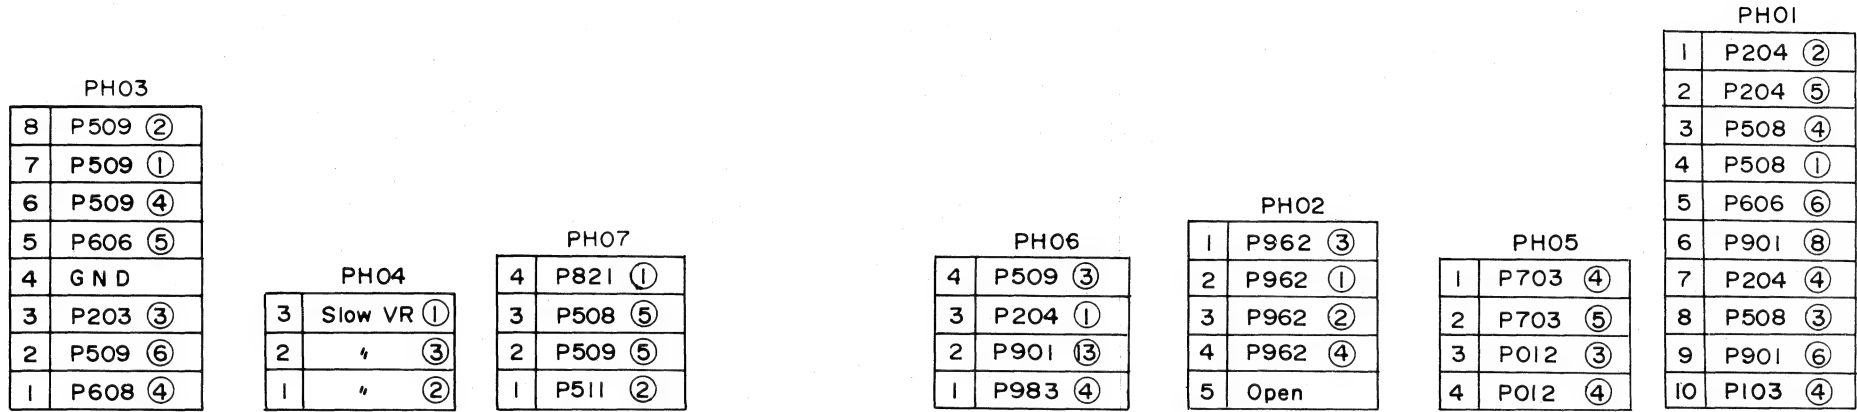 PH03
8 P509 ②
7 P509 ①
6 P509 ④
5 P606 ⑤
4 GND
3 P203 ③
2 P509 ⑥
1 P608 ④
PH04
3 Slow VR ①
2 〃 ③
1 〃 ②
PH07
4 P821 ①
3 P508 ⑤
2 P509 ⑤
1 P511 ②
PH06
4 P509 ③
3 P204 ①
2 P901 ⑬
1 P983 ④
PH02
1 P962 ③
2 P962 ①
3 P962 ②
4 P962 ④
5 Open
PH05
1 P703 ④
2 P703 ⑤
3 P012 ③
4 P012 ④
PH01
1 P204 ②
2 P204 ⑤
3 P508 ④
4 P508 ①
5 P606 ⑥
6 P901 ⑧
7 P204 ④
8 P508 ③
9 P901 ⑥
10 P103 ④